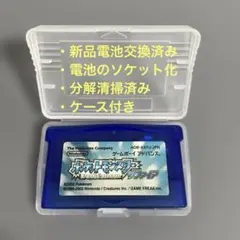 ・新品電池交換済み
・電池のソケット化
・分解清掃済み
・ケース付き
The Pokémon Company
ゲームボーイアドバンス
Nintendo
ポケットモンスター
サファイア